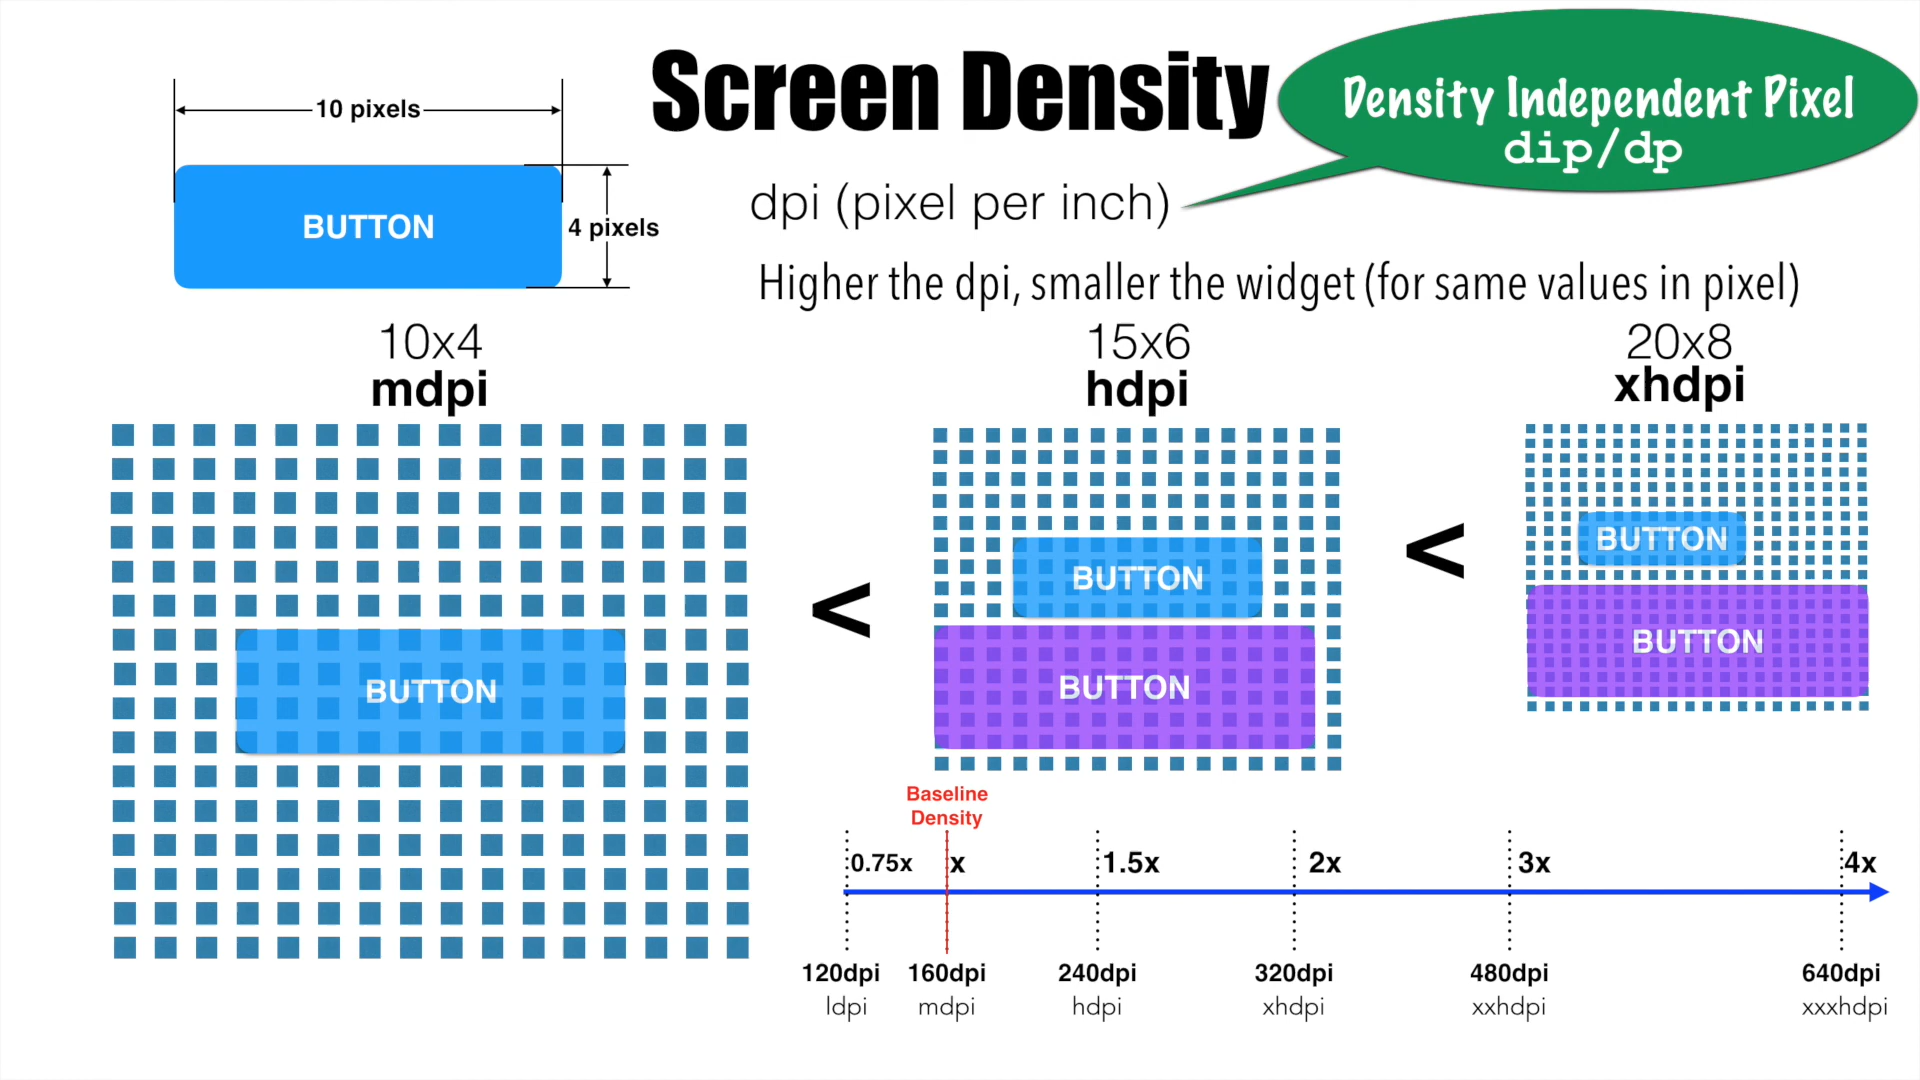 Screen Density
Density Independent Pixel
dip/dp
10 pixels
BUTTON
4 pixels
dpi (pixel per inch)
Higher the dpi, smaller the widget (for same values in pixel)
10x4
mdpi
15x6
hdpi
20x8
xhdpi
BUTTON
<
BUTTON
BUTTON
<
BUTTON
BUTTON
Baseline
Density
0.75x x 1.5x 2x 3x 4x
120dpi 160dpi 240dpi 320dpi 480dpi 640dpi
ldpi mdpi hdpi xhdpi xxhdpi xxxhdpi